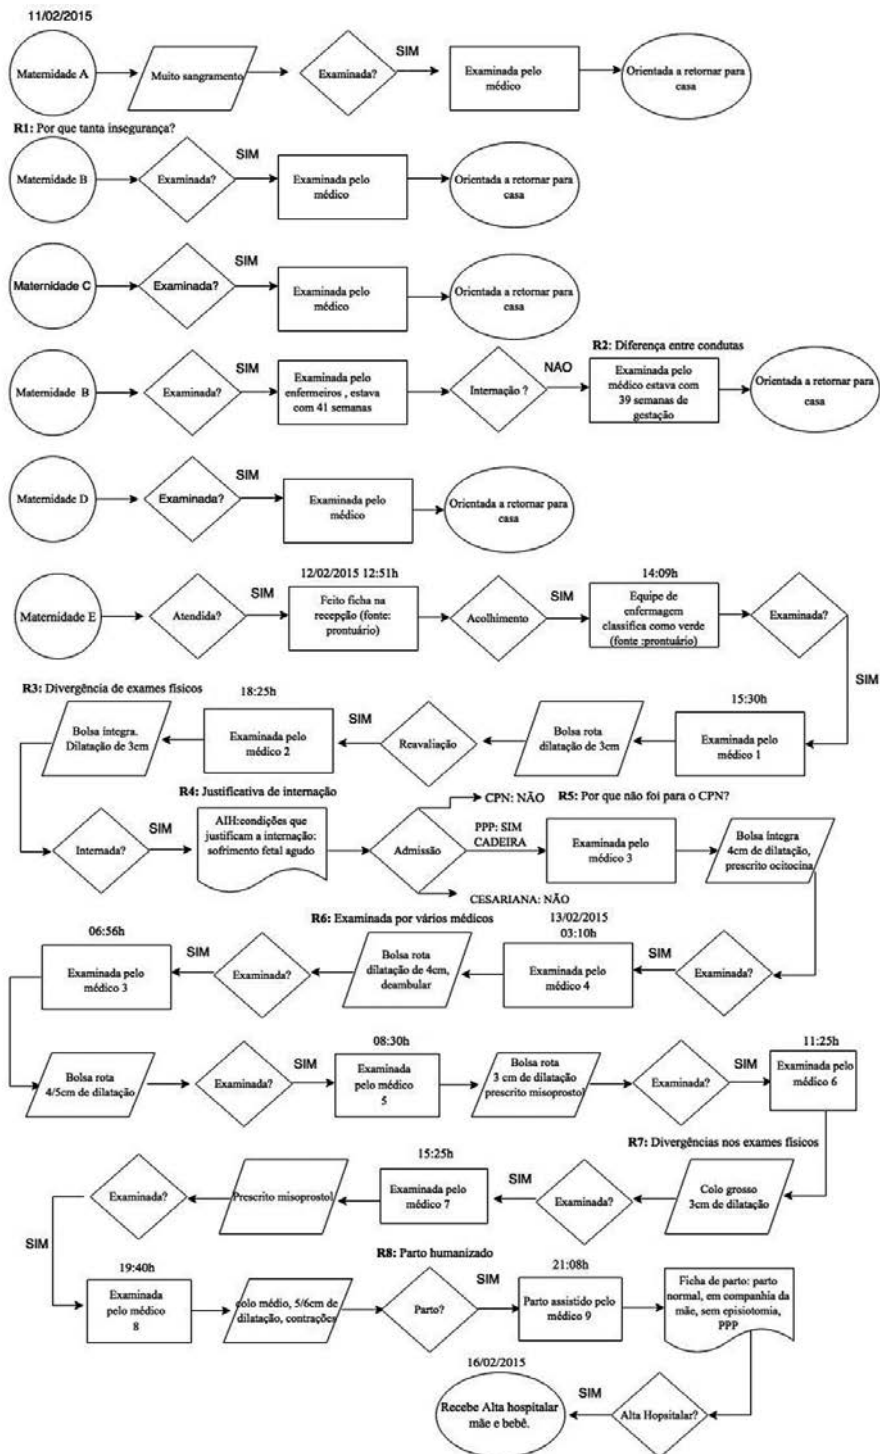 11/02/2015
Maternidade A
Muito sangramento
Examinada?
SIM
Examinada pelo
médico
Orientada a retornar para
casa
R1: Por que tanta insegurança?
Maternidade B
Examinada?
SIM
Examinada pelo
médico
Orientada a retornar para
casa
Maternidade C
Examinada?
SIM
Examinada pelo
médico
Orientada a retornar para
casa
R2: Diferença entre condutas
Maternidade B
Examinada?
SIM
Examinada pelo
enfermeiros , estava
com 41 semanas
Internação ?
NAO
Examinada pelo
médico estava com
39 semanas de
gestação
Orientada a retornar para
casa
Maternidade D
Examinada?
SIM
Examinada pelo
médico
Orientada a retornar para
casa
Maternidade E
Atendida?
SIM
12/02/2015 12:51h
Feito ficha na
recepção (fonte:
prontuário)
Acolhimento
SIM
14:09h
Equipe de
enfermagem
classifica como verde
(fonte :prontuário)
Examinada?
SIM
15:30h
Examinada pelo
médico 1
Bolsa rota
dilatação de 3cm
Reavaliação
SIM
18:25h
Examinada pelo
médico 2
R3: Divergência de exames físicos
Bolsa íntegra.
Dilatação de 3cm
Internada?
SIM
R4: Justificativa de internação
AIH:condições que
justificam a internação:
sofrimento fetal agudo
Admissão
CPN: NÃO
R5: Por que não foi para o CPN?
PPP: SIM
CADEIRA
CESARIANA: NÃO
Examinada pelo
médico 3
Bolsa íntegra
4cm de dilatação,
prescrito ocitocina
Examinada?
SIM
13/02/2015
03:10h
Examinada pelo
médico 4
R6: Examinada por vários médicos
Bolsa rota
dilatação de 4cm,
deambular
Examinada?
SIM
06:56h
Examinada pelo
médico 3
Bolsa rota
4/5cm de dilatação
Examinada?
SIM
08:30h
Examinada
pelo médico
5
Bolsa rota
3 cm de dilatação
prescrito misoprostol
Examinada?
SIM
11:25h
Examinada pelo
médico 6
R7: Divergências nos exames físicos
Colo grosso
3cm de dilatação
Examinada?
SIM
15:25h
Examinada pelo
médico 7
Prescrito misoprostol
Examinada?
SIM
19:40h
Examinada
pelo médico
8
colo médio, 5/6cm de
dilatação, contrações
R8: Parto humanizado
Parto?
SIM
21:08h
Parto assistido pelo
médico 9
Ficha de parto: parto
normal, em companhia da
mãe, sem episiotomia,
PPP
Alta Hopsitalar?
SIM
16/02/2015
Recebe Alta hospitalar
mãe e bebê.